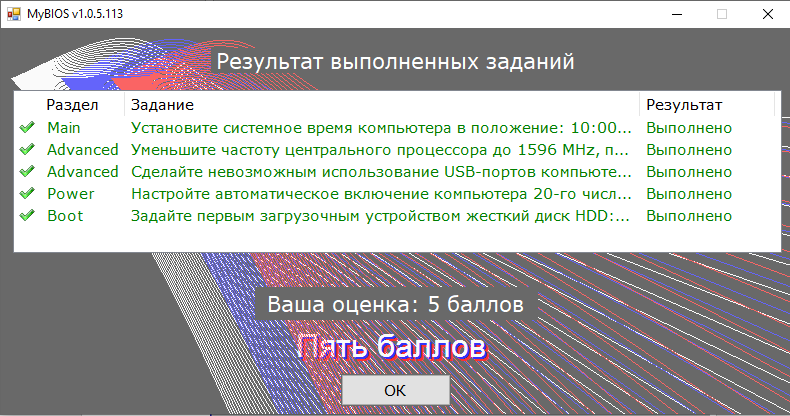 MyBIOS v1.0.5.113
Результат выполненных заданий
Раздел Задание Результат
Main Установите системное время компьютера в положение: 10:00... Выполнено
Advanced Уменьшите частоту центрального процессора до 1596 MHz, п... Выполнено
Advanced Сделайте невозможным использование USB-портов компьюте... Выполнено
Power Настройте автоматическое включение компьютера 20-го числ... Выполнено
Boot Задайте первым загрузочным устройством жесткий диск HDD:... Выполнено
Ваша оценка: 5 баллов
Пять баллов
OK